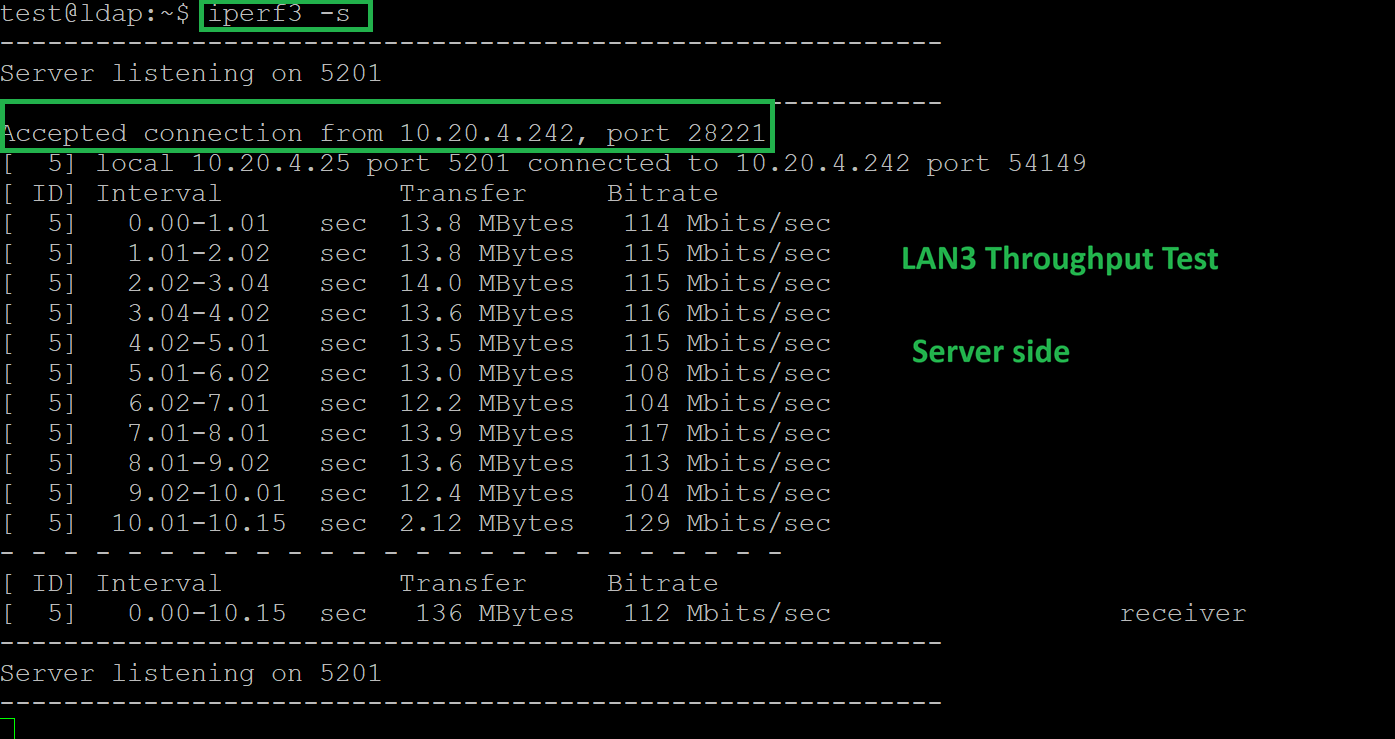 test@ldap:~$ iperf3 -s
-----------------------------------------------------------
Server listening on 5201
-----------------------------------------------------------
Accepted connection from 10.20.4.242, port 28221
[  5] local 10.20.4.25 port 5201 connected to 10.20.4.242 port 54149
[ ID] Interval           Transfer     Bitrate
[  5]   0.00-1.01   sec  13.8 MBytes   114 Mbits/sec
[  5]   1.01-2.02   sec  13.8 MBytes   115 Mbits/sec
LAN3 Throughput Test
[  5]   2.02-3.04   sec  14.0 MBytes   115 Mbits/sec
[  5]   3.04-4.02   sec  13.6 MBytes   116 Mbits/sec
[  5]   4.02-5.01   sec  13.5 MBytes   115 Mbits/sec
Server side
[  5]   5.01-6.02   sec  13.0 MBytes   108 Mbits/sec
[  5]   6.02-7.01   sec  12.2 MBytes   104 Mbits/sec
[  5]   7.01-8.01   sec  13.9 MBytes   117 Mbits/sec
[  5]   8.01-9.02   sec  13.6 MBytes   113 Mbits/sec
[  5]   9.02-10.01  sec  12.4 MBytes   104 Mbits/sec
[  5]  10.01-10.15  sec  2.12 MBytes   129 Mbits/sec
- - - - - - - - - - - - - - - - - - - - - - - - -
[ ID] Interval           Transfer     Bitrate
[  5]   0.00-10.15  sec   136 MBytes   112 Mbits/sec                  receiver
-----------------------------------------------------------
Server listening on 5201
-----------------------------------------------------------